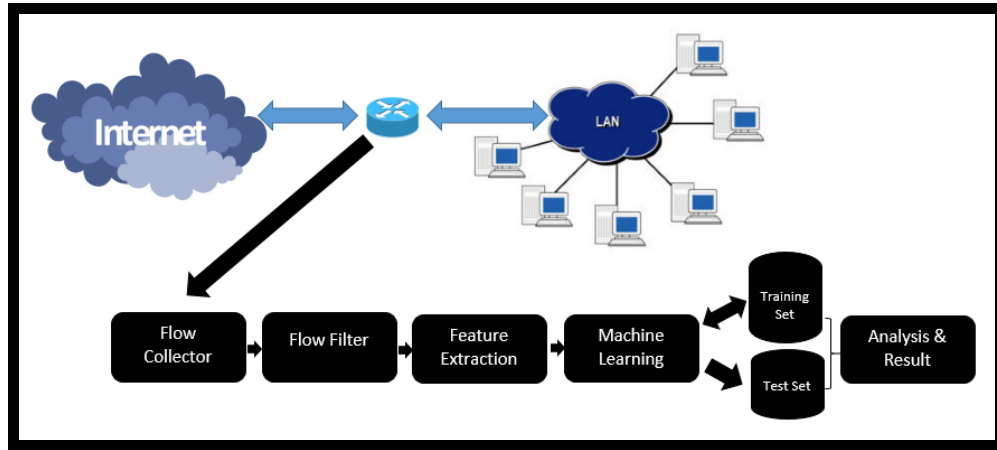 Internet
LAN
Flow
Collector
Flow Filter
Feature
Extraction
Machine
Learning
Training
Set
Test Set
Analysis &
Result